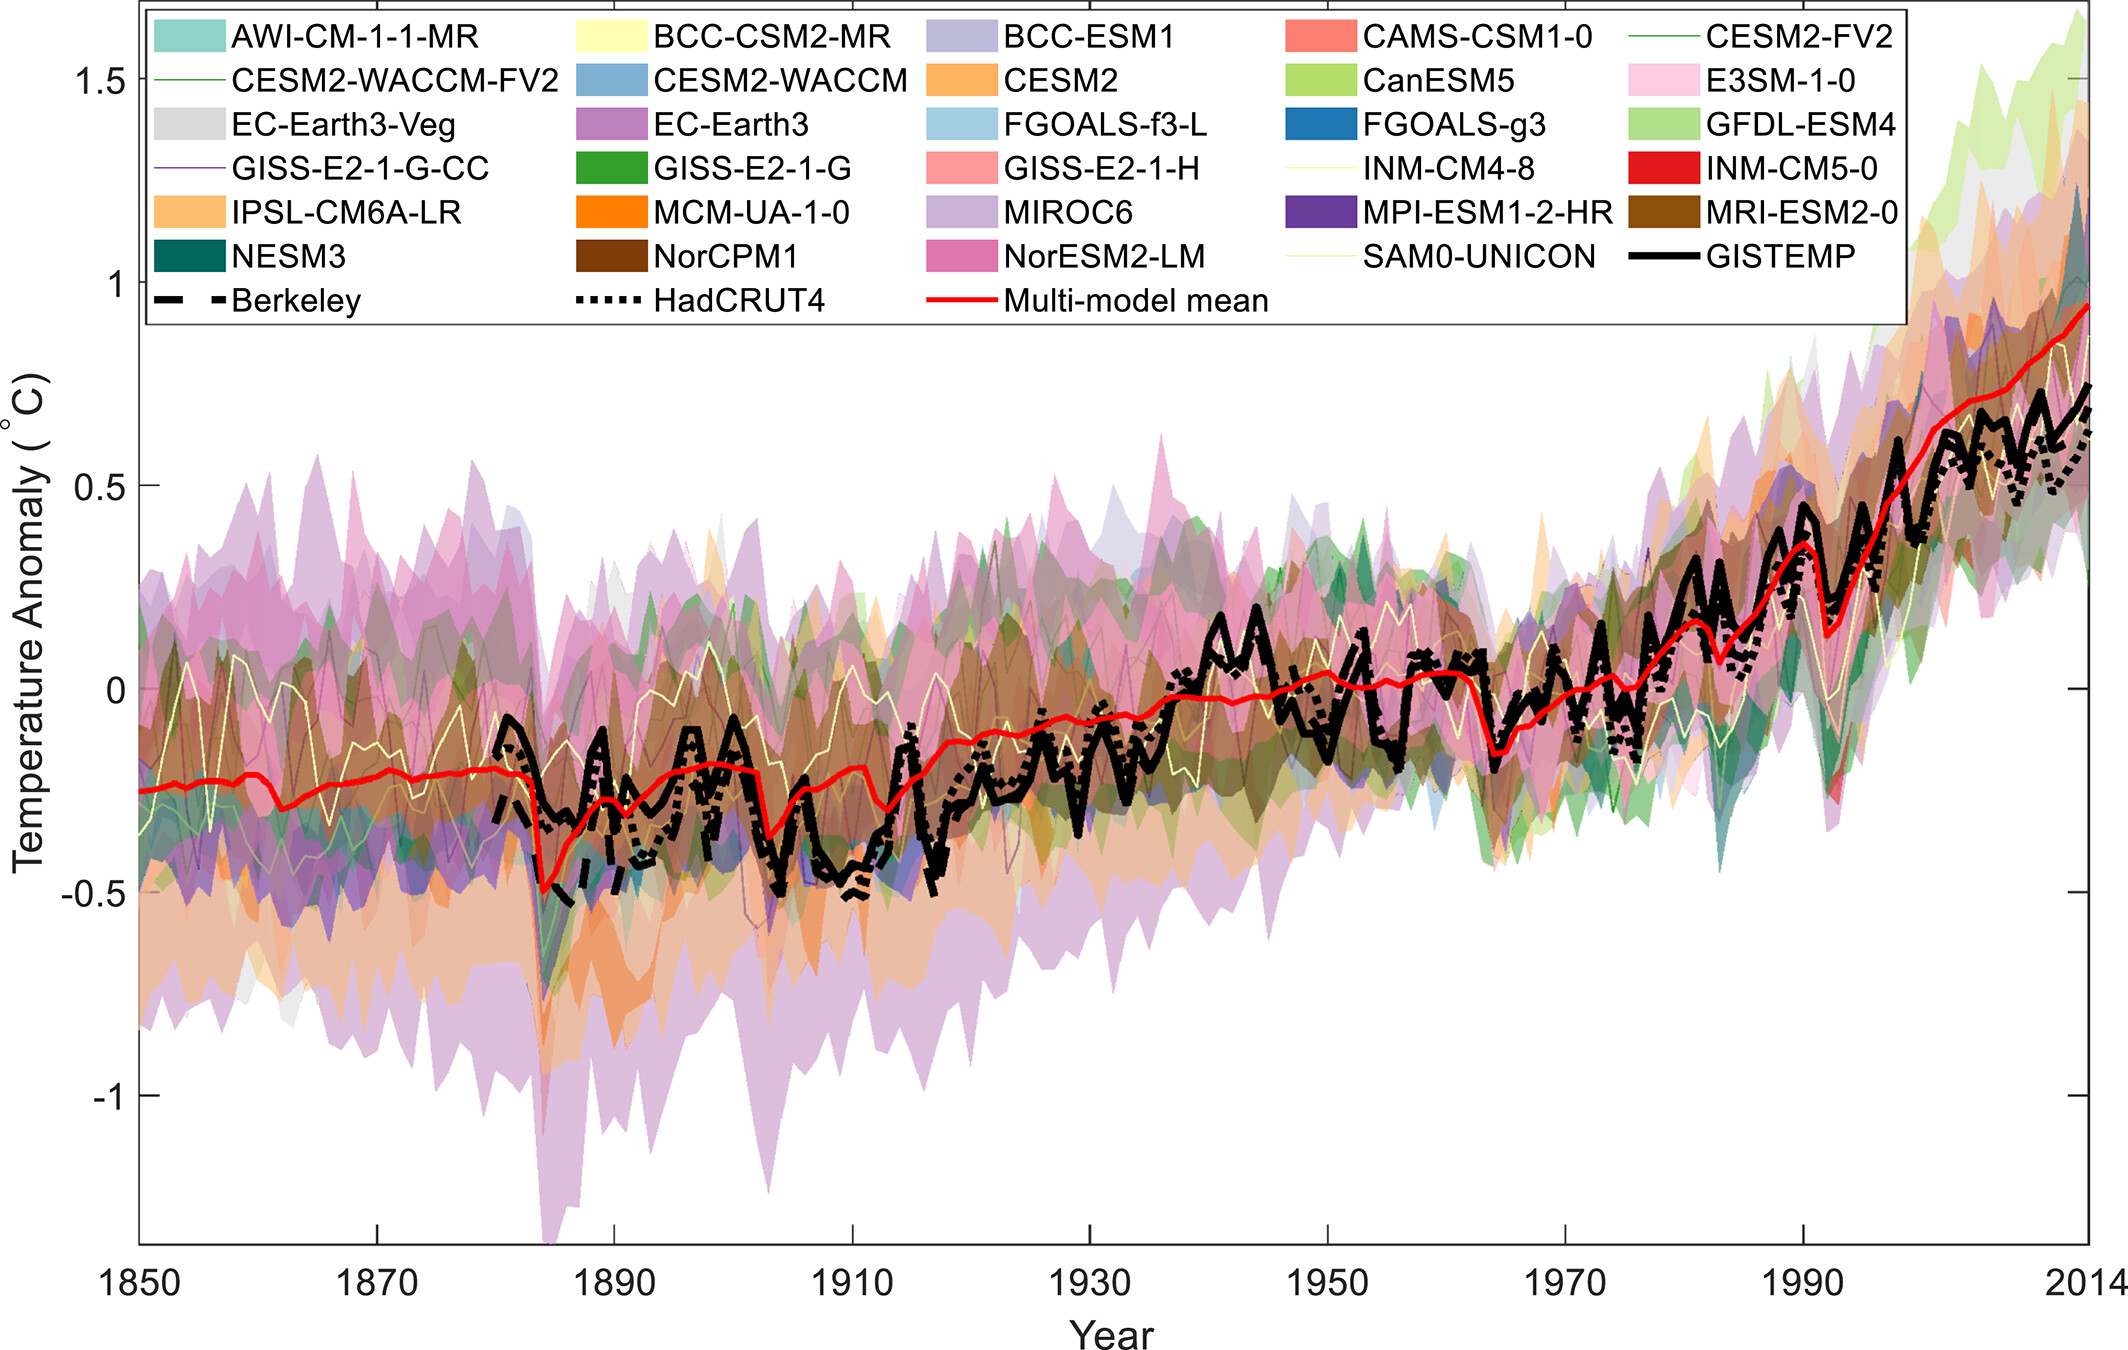 AWI-CM-1-1-MR BCC-CSM2-MR BCC-ESM1 CAMS-CSM1-0 CESM2-FV2
CESM2-WACCM-FV2 CESM2-WACCM CESM2 CanESM5 E3SM-1-0
EC-Earth3-Veg EC-Earth3 FGOALS-f3-L FGOALS-g3 GFDL-ESM4
GISS-E2-1-G-CC GISS-E2-1-G GISS-E2-1-H INM-CM4-8 INM-CM5-0
IPSL-CM6A-LR MCM-UA-1-0 MIROC6 MPI-ESM1-2-HR MRI-ESM2-0
NESM3 NorCPM1 NorESM2-LM SAM0-UNICON GISTEMP
Berkeley HadCRUT4 Multi-model mean
1.5
1
0.5
0
-0.5
-1
Temperature Anomaly (°C)
1850 1870 1890 1910 1930 1950 1970 1990 2014
Year